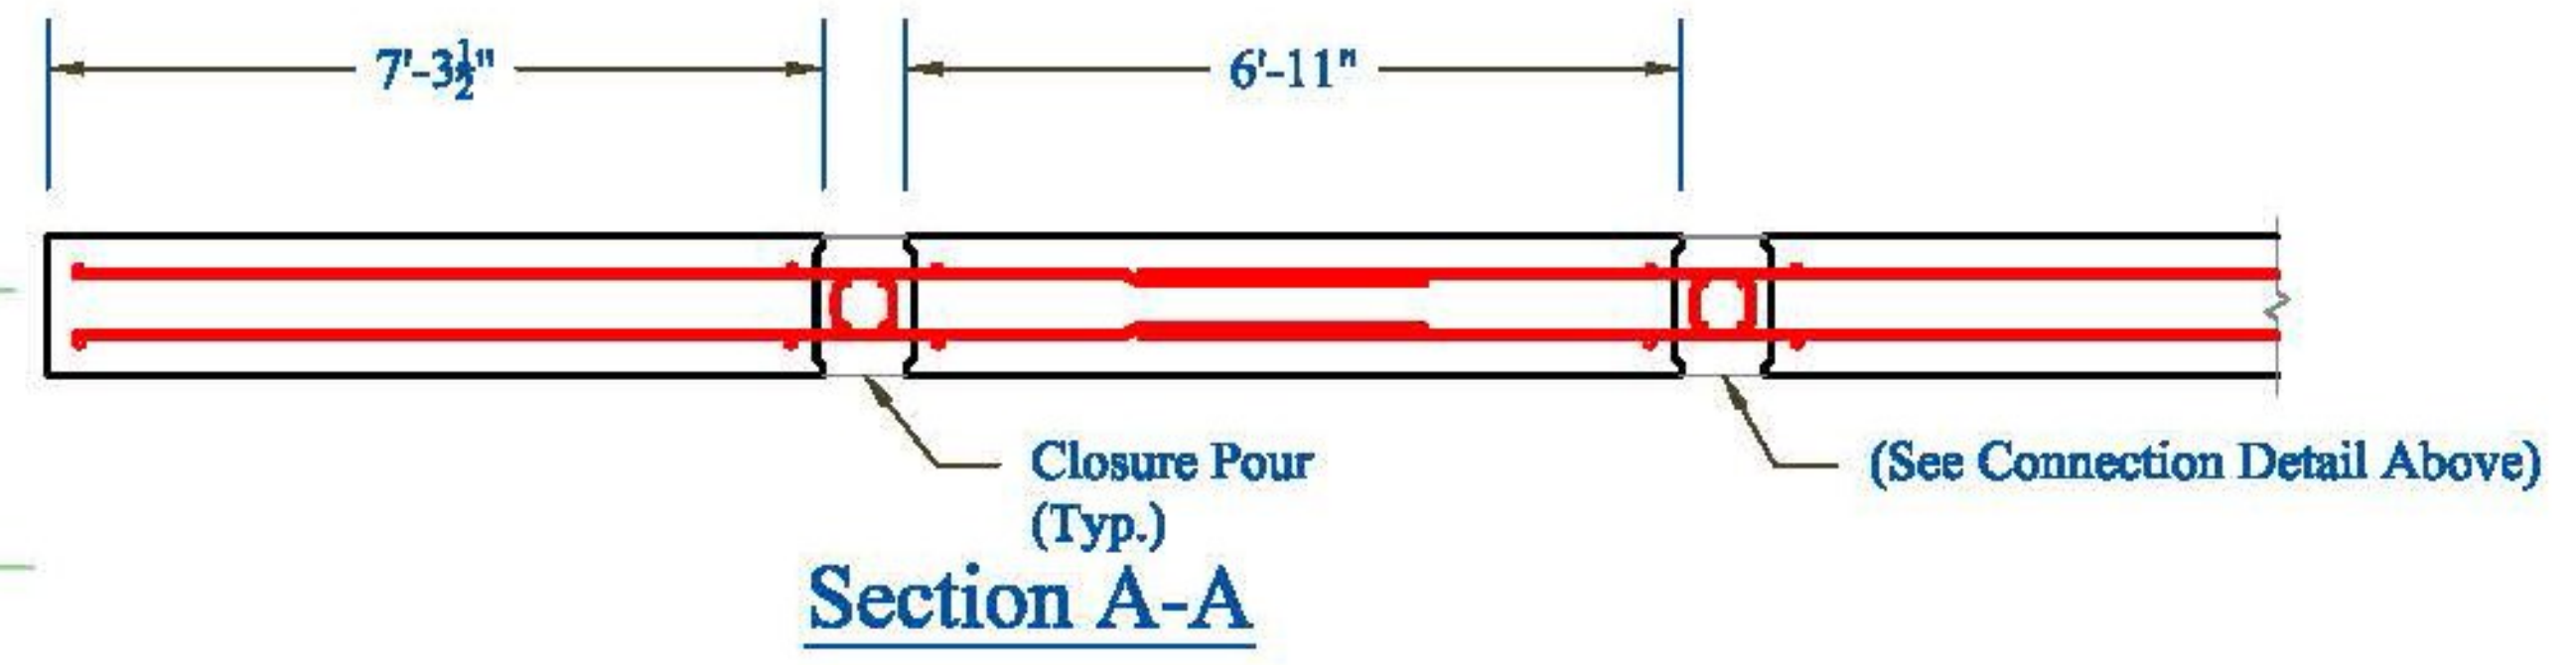 7'-3½"
6'-11"
Closure Pour
(Typ.)
(See Connection Detail Above)
Section A-A